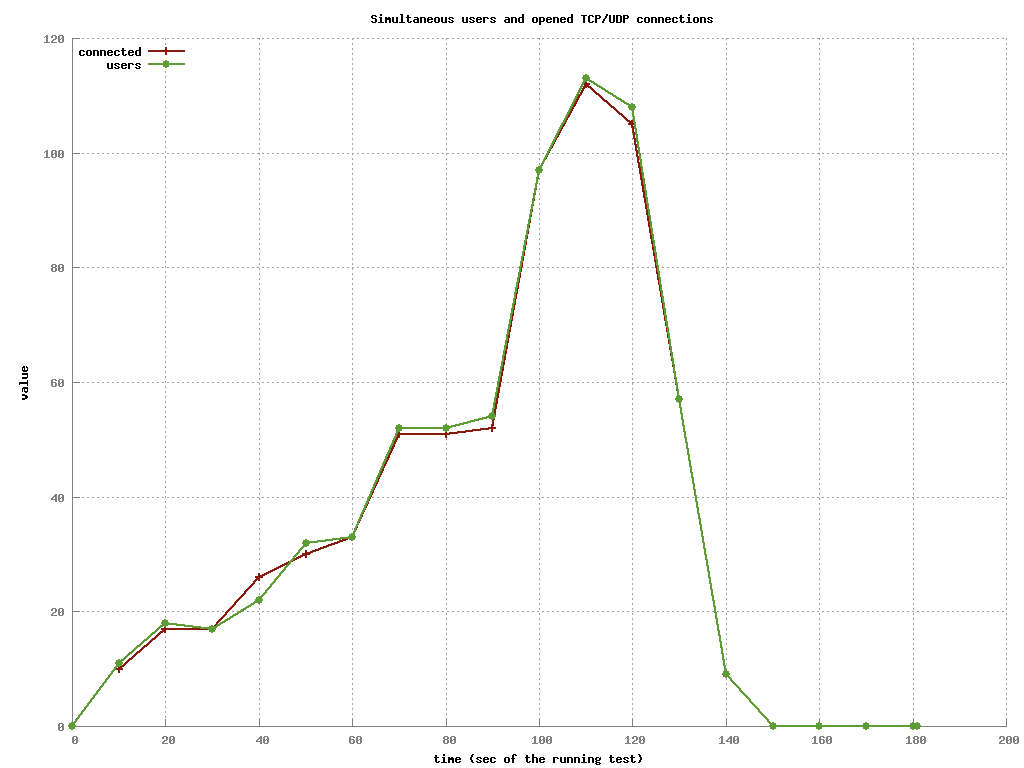 Simultaneous users and opened TCP/UDP connections
120
connected
users
100
80
60
value
40
20
0
0 20 40 60 80 100 120 140 160 180 200
time (sec of the running test)